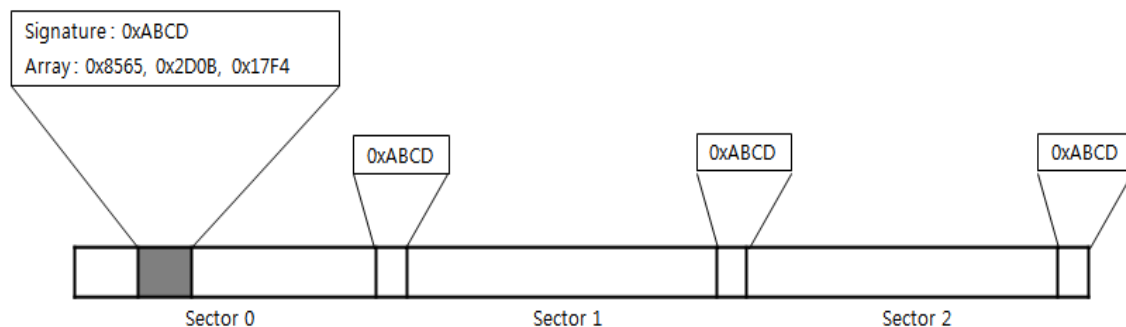 Signature : 0xABCD
Array : 0x8565, 0x2D0B, 0x17F4
0xABCD
0xABCD
0xABCD
Sector 0
Sector 1
Sector 2